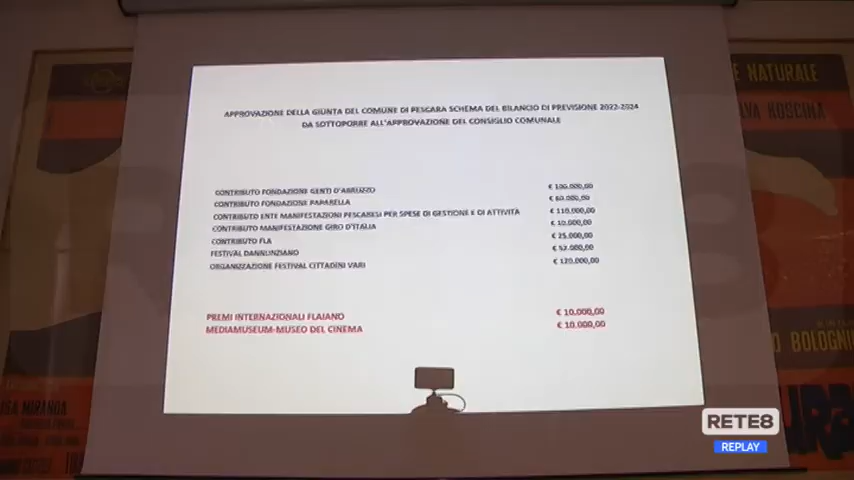 APPROVAZIONE DELLA GIUNTA DEL COMUNE DI PESCARA SCHEMA DEL BILANCIO DI PREVISIONE 2022-2024
DA SOTTOPORRE ALL'APPROVAZIONE DEL CONSIGLIO COMUNALE
CONTRIBUTO FONDAZIONE GENTI D'ABRUZZO € 100.000,00
CONTRIBUTO FONDAZIONE PAPARELLA € 60.000,00
CONTRIBUTO ENTE MANIFESTAZIONI PESCARESI PER SPESE DI GESTIONE E DI ATTIVITÀ € 110.000,00
CONTRIBUTO MANIFESTAZIONE GIRO D'ITALIA € 10.000,00
CONTRIBUTO FLA € 25.000,00
FESTIVAL DANNUNZIANO € 52.000,00
ORGANIZZAZIONE FESTIVAL CITTADINI VARI € 120.000,00
PREMI INTERNAZIONALI FLAIANO € 10.000,00
MEDIAMUSEUM-MUSEO DEL CINEMA € 10.000,00
E NATURALE
LVA KOSCINA
O BOLOGNINI
MIRANDA
RETE8
REPLAY